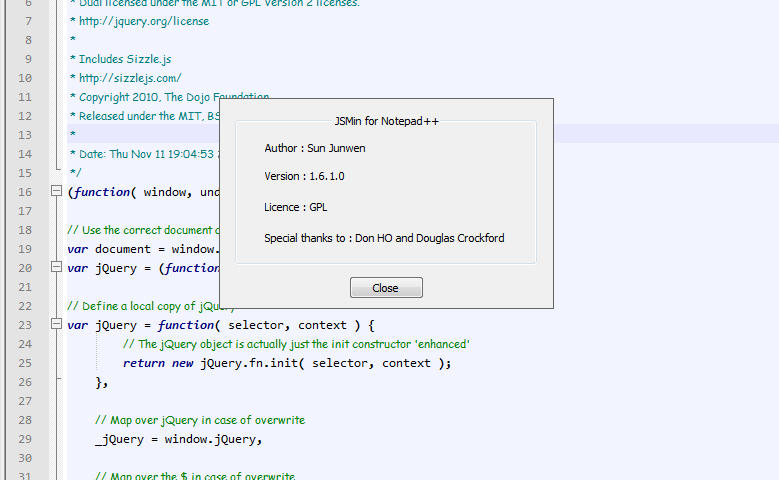 6 * Dual licensed under the MIT or GPL Version 2 licenses.
7 * http://jquery.org/license
8 *
9 * Includes Sizzle.js
10 * http://sizzlejs.com/
11 * Copyright 2010, The Dojo Foundation
12 * Released under the MIT, BS
13 *
14 * Date: Thu Nov 11 19:04:53
15 */
16 (function( window, und
17
18 // Use the correct document
19 var document = window.
20 var jQuery = (function
21
22 // Define a local copy of jQuery
23 var jQuery = function( selector, context ) {
24 // The jQuery object is actually just the init constructor 'enhanced'
25 return new jQuery.fn.init( selector, context );
26 },
27
28 // Map over jQuery in case of overwrite
29 _jQuery = window.jQuery,
30
31 // Map over the $ in case of overwrite
JSMin for Notepad++
Author : Sun Junwen
Version : 1.6.1.0
Licence : GPL
Special thanks to : Don HO and Douglas Crockford
Close